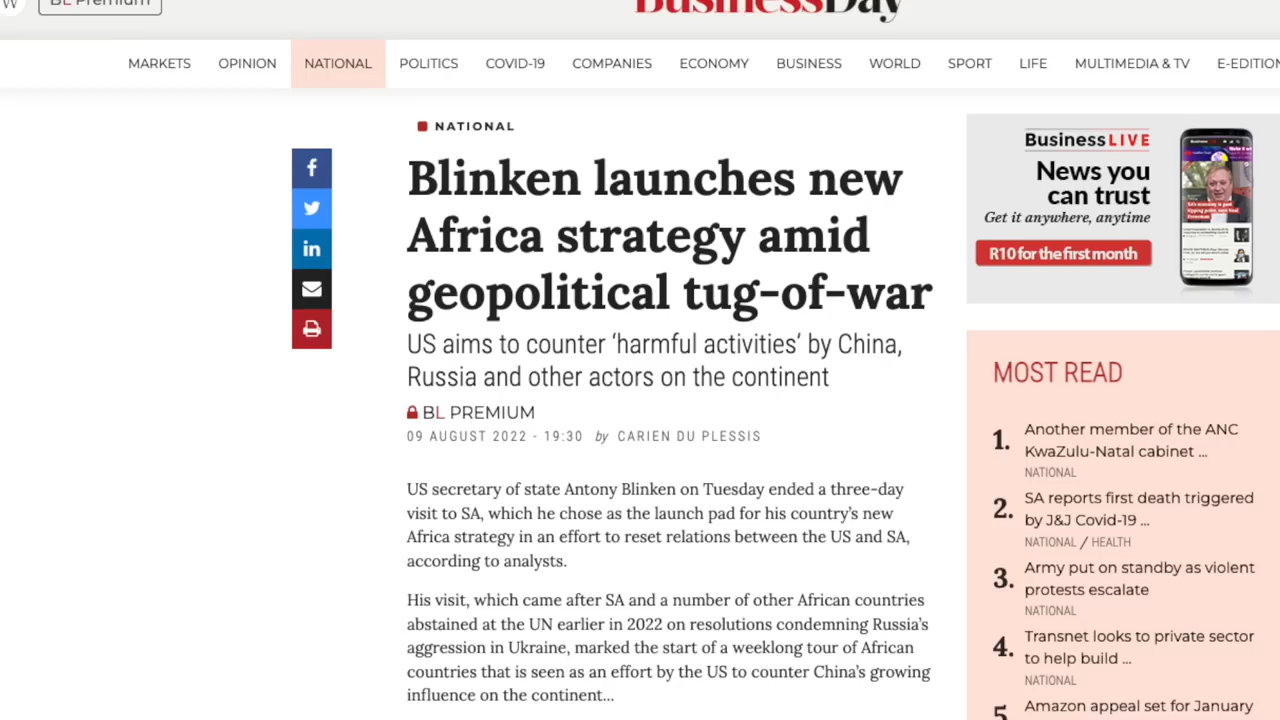 BL Premium
BusinessDay
MARKETS OPINION NATIONAL POLITICS COVID-19 COMPANIES ECONOMY BUSINESS WORLD SPORT LIFE MULTIMEDIA & TV E-EDITION
NATIONAL
Blinken launches new
Africa strategy amid
geopolitical tug-of-war
US aims to counter ‘harmful activities’ by China,
Russia and other actors on the continent
BL PREMIUM
09 AUGUST 2022 - 19:30 by CARIEN DU PLESSIS
US secretary of state Antony Blinken on Tuesday ended a three-day
visit to SA, which he chose as the launch pad for his country’s new
Africa strategy in an effort to reset relations between the US and SA,
according to analysts.
His visit, which came after SA and a number of other African countries
abstained at the UN earlier in 2022 on resolutions condemning Russia’s
aggression in Ukraine, marked the start of a weeklong tour of African
countries that is seen as an effort by the US to counter China’s growing
influence on the continent...
BusinessLIVE
News you
can trust
Get it anywhere, anytime
R10 for the first month
MOST READ
1. Another member of the ANC
KwaZulu-Natal cabinet ...
NATIONAL
2. SA reports first death triggered
by J&J Covid-19 ...
NATIONAL / HEALTH
3. Army put on standby as violent
protests escalate
NATIONAL
4. Transnet looks to private sector
to help build ...
NATIONAL
5. Amazon appeal set for January